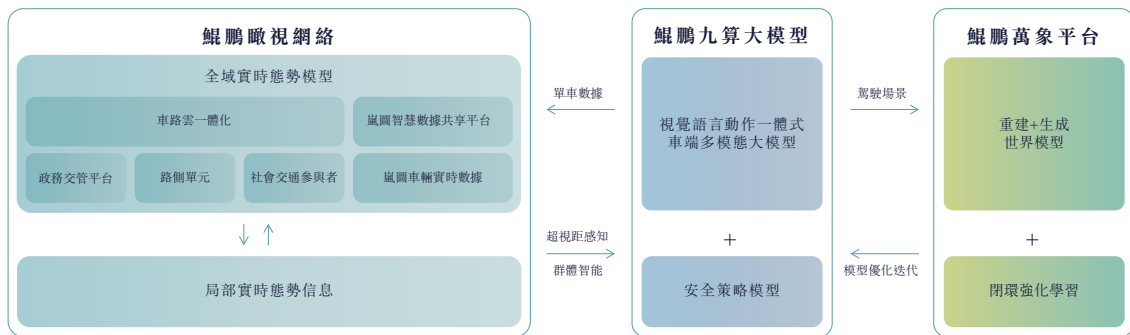 鯤鵬瞰視網絡
全域實時態勢模型
車路雲一體化
嵐圖智慧數據共享平台
政務交管平台
路側單元
社會交通參與者
嵐圖車輛實時數據
局部實時態勢信息
單車數據
超視距感知
群體智能
鯤鵬九算大模型
視覺語言動作一體式
車端多模態大模型
+
安全策略模型
駕駛場景
模型優化迭代
鯤鵬萬象平台
重建+生成
世界模型
+
閉環強化學習